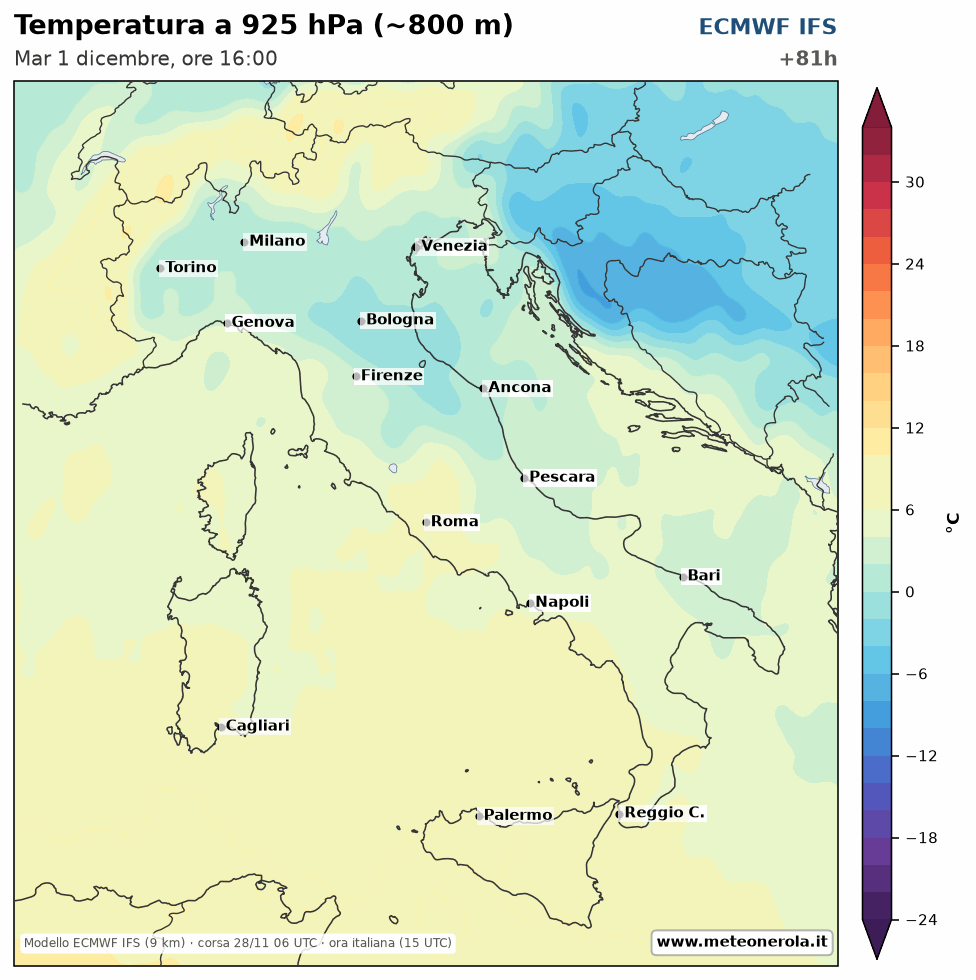 Temperatura a 925 hPa (~800 m)
ECMWF IFS
Mar 1 dicembre, ore 16:00
+81h
Milano
Venezia
Torino
Genova
Bologna
Firenze
Ancona
Pescara
Roma
Bari
Napoli
Cagliari
Palermo
Reggio C.
30
24
18
12
6
0
−6
−12
−18
−24
°C
Modello ECMWF IFS (9 km) · corsa 28/11 06 UTC · ora italiana (15 UTC)
www.meteonerola.it